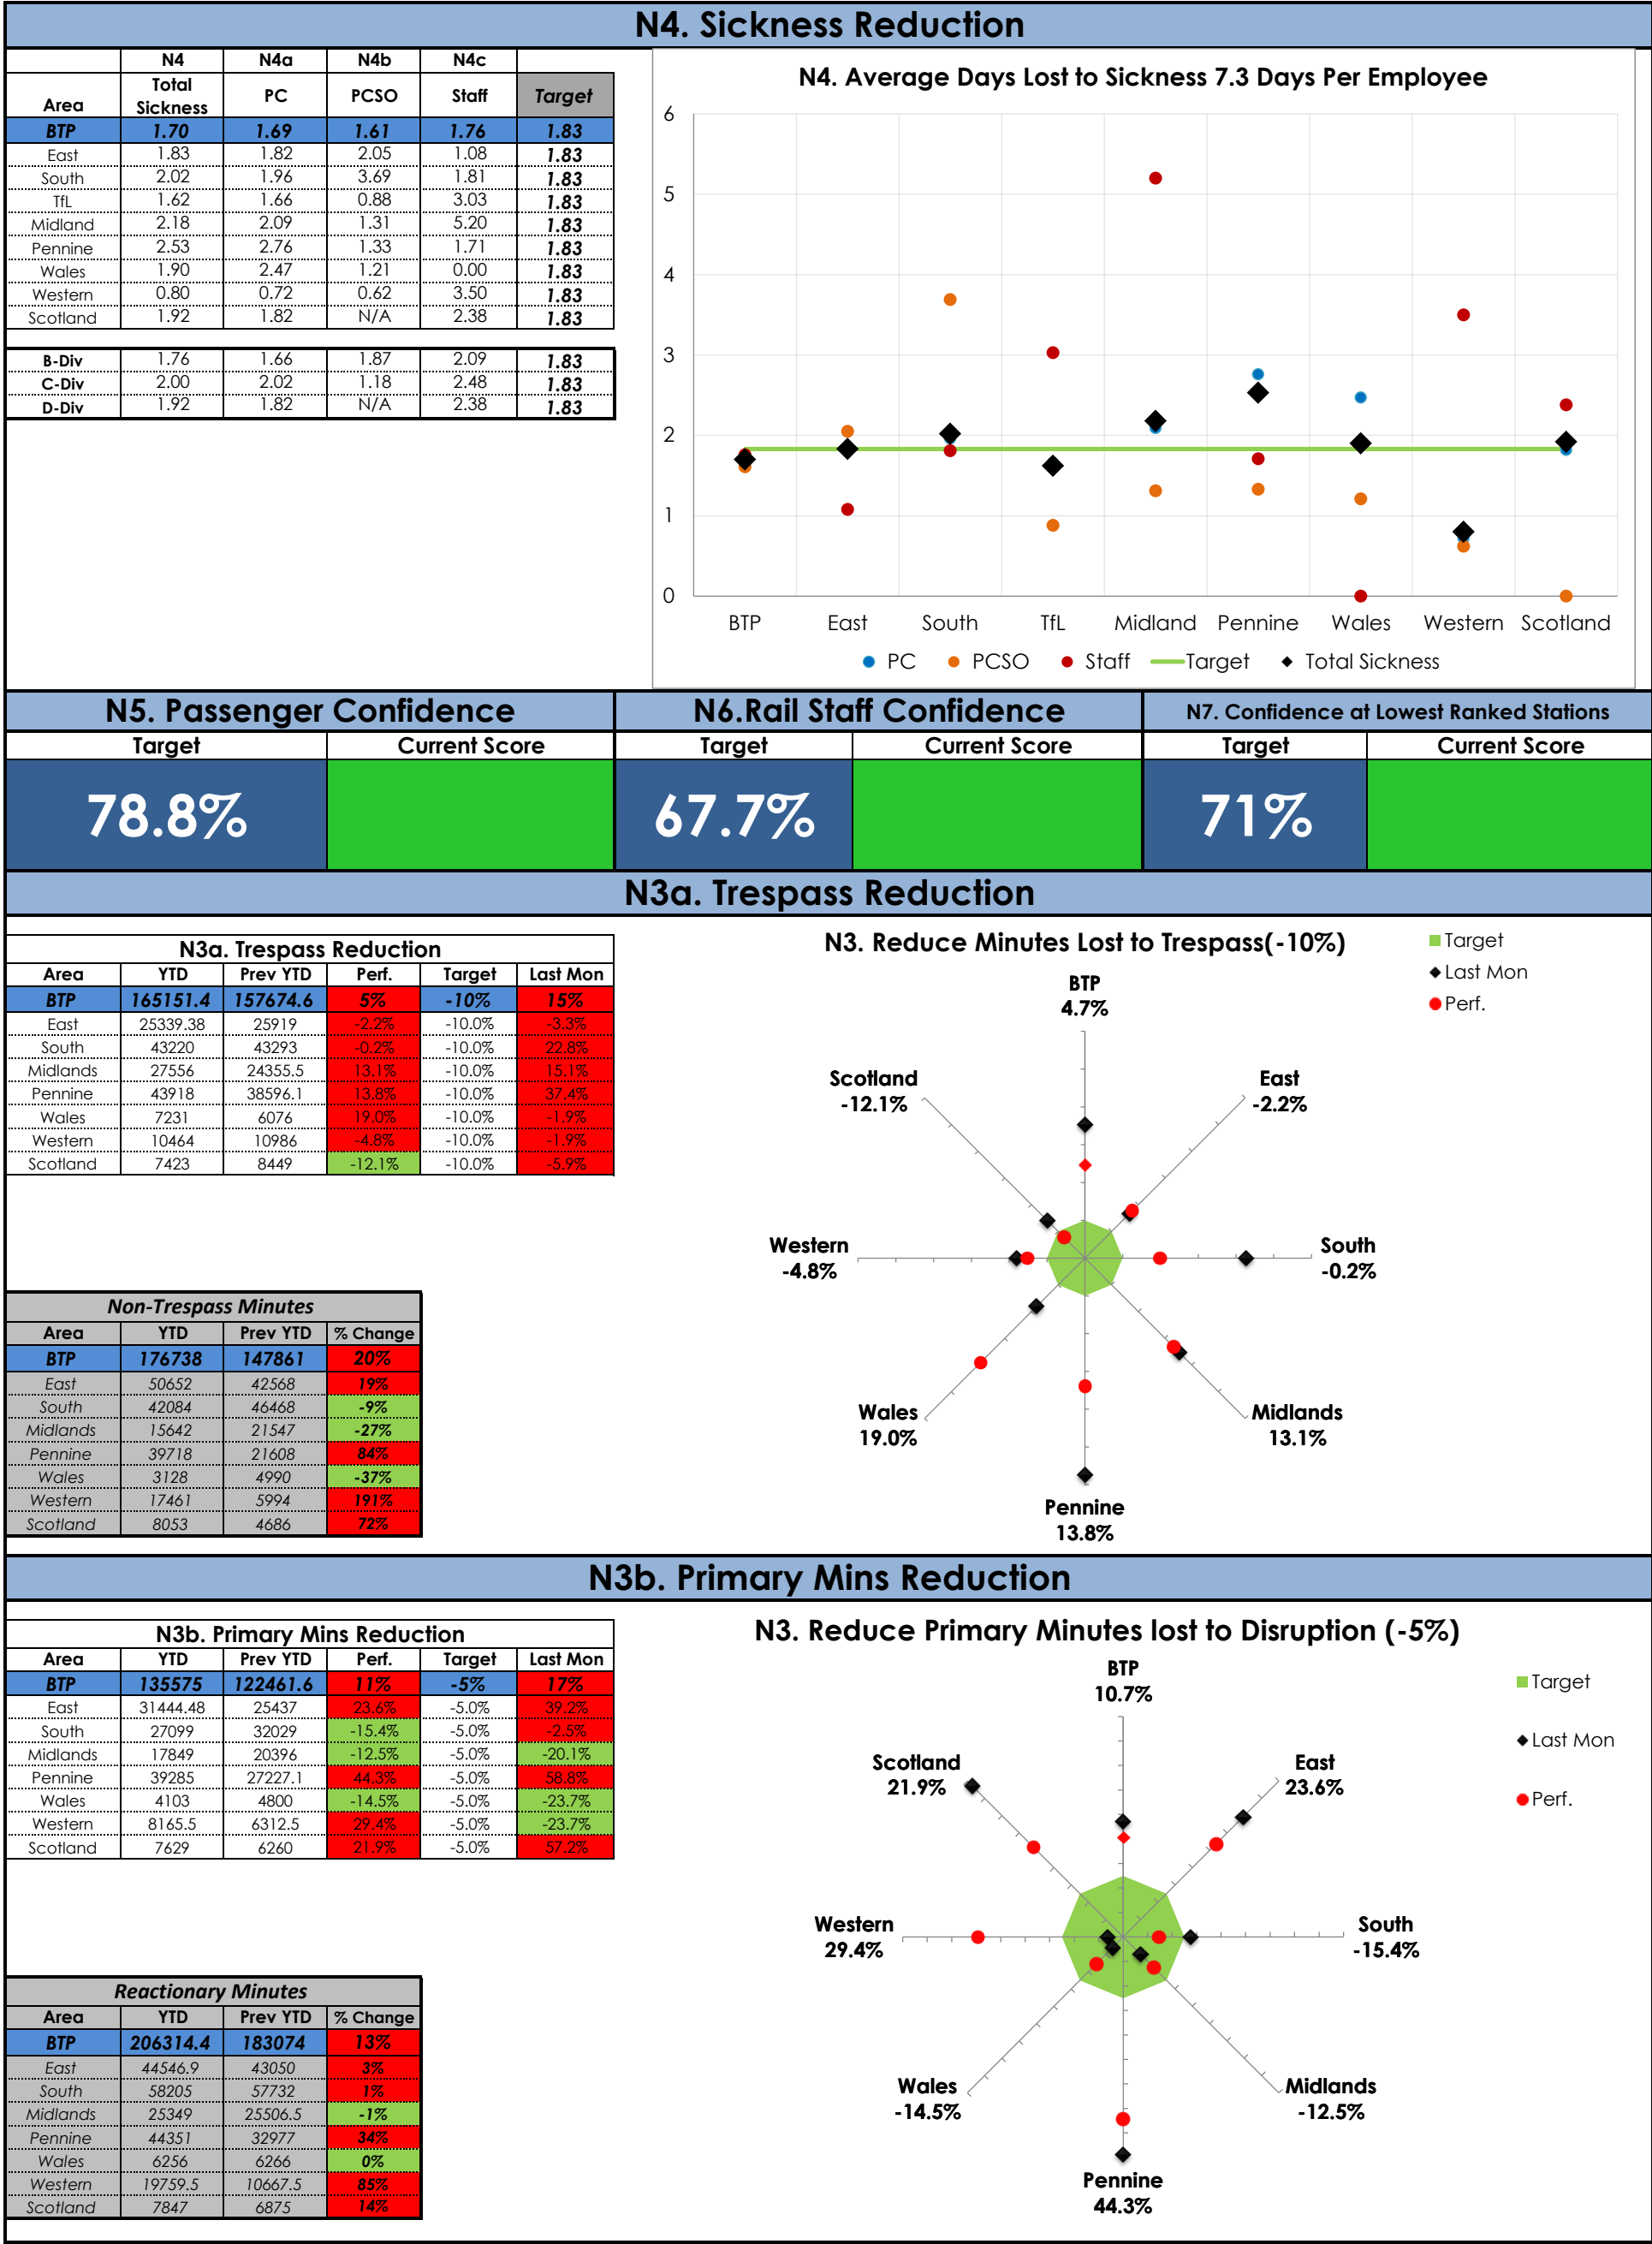 N4. Sickness Reduction
N4 N4a N4b N4c
Area Total Sickness PC PCSO Staff Target
BTP 1.70 1.69 1.61 1.76 1.83
East 1.83 1.82 2.05 1.08 1.83
South 2.02 1.96 3.69 1.81 1.83
TfL 1.62 1.66 0.88 3.03 1.83
Midland 2.18 2.09 1.31 5.20 1.83
Pennine 2.53 2.76 1.33 1.71 1.83
Wales 1.90 2.47 1.21 0.00 1.83
Western 0.80 0.72 0.62 3.50 1.83
Scotland 1.92 1.82 N/A 2.38 1.83
B-Div 1.76 1.66 1.87 2.09 1.83
C-Div 2.00 2.02 1.18 2.48 1.83
D-Div 1.92 1.82 N/A 2.38 1.83
N4. Average Days Lost to Sickness 7.3 Days Per Employee
6
5
4
3
2
1
0
BTP East South TfL Midland Pennine Wales Western Scotland
PC PCSO Staff Target Total Sickness
N5. Passenger Confidence N6.Rail Staff Confidence N7. Confidence at Lowest Ranked Stations
Target Current Score Target Current Score Target Current Score
78.8% 67.7% 71%
N3a. Trespass Reduction
N3a. Trespass Reduction
Area YTD Prev YTD Perf. Target Last Mon
BTP 165151.4 157674.6 5% -10% 15%
East 25339.38 25919 -2.2% -10.0% -3.3%
South 43220 43293 -0.2% -10.0% 22.8%
Midlands 27556 24355.5 13.1% -10.0% 15.1%
Pennine 43918 38596.1 13.8% -10.0% 37.4%
Wales 7231 6076 19.0% -10.0% -1.9%
Western 10464 10986 -4.8% -10.0% -1.9%
Scotland 7423 8449 -12.1% -10.0% -5.9%
Non-Trespass Minutes
Area YTD Prev YTD % Change
BTP 176738 147861 20%
East 50652 42568 19%
South 42084 46468 -9%
Midlands 15642 21547 -27%
Pennine 39718 21608 84%
Wales 3128 4990 -37%
Western 17461 5994 191%
Scotland 8053 4686 72%
N3. Reduce Minutes Lost to Trespass(-10%)
Target
Last Mon
Perf.
BTP
4.7%
Scotland
-12.1%
East
-2.2%
Western
-4.8%
South
-0.2%
Wales
19.0%
Midlands
13.1%
Pennine
13.8%
N3b. Primary Mins Reduction
N3b. Primary Mins Reduction
Area YTD Prev YTD Perf. Target Last Mon
BTP 135575 122461.6 11% -5% 17%
East 31444.48 25437 23.6% -5.0% 39.2%
South 27099 32029 -15.4% -5.0% -2.5%
Midlands 17849 20396 -12.5% -5.0% -20.1%
Pennine 39285 27227.1 44.3% -5.0% 58.8%
Wales 4103 4800 -14.5% -5.0% -23.7%
Western 8165.5 6312.5 29.4% -5.0% -23.7%
Scotland 7629 6260 21.9% -5.0% 57.2%
Reactionary Minutes
Area YTD Prev YTD % Change
BTP 206314.4 183074 13%
East 44546.9 43050 3%
South 58205 57732 1%
Midlands 25349 25506.5 -1%
Pennine 44351 32977 34%
Wales 6256 6266 0%
Western 19759.5 10667.5 85%
Scotland 7847 6875 14%
N3. Reduce Primary Minutes lost to Disruption (-5%)
Target
Last Mon
Perf.
BTP
10.7%
Scotland
21.9%
East
23.6%
Western
29.4%
South
-15.4%
Wales
-14.5%
Midlands
-12.5%
Pennine
44.3%